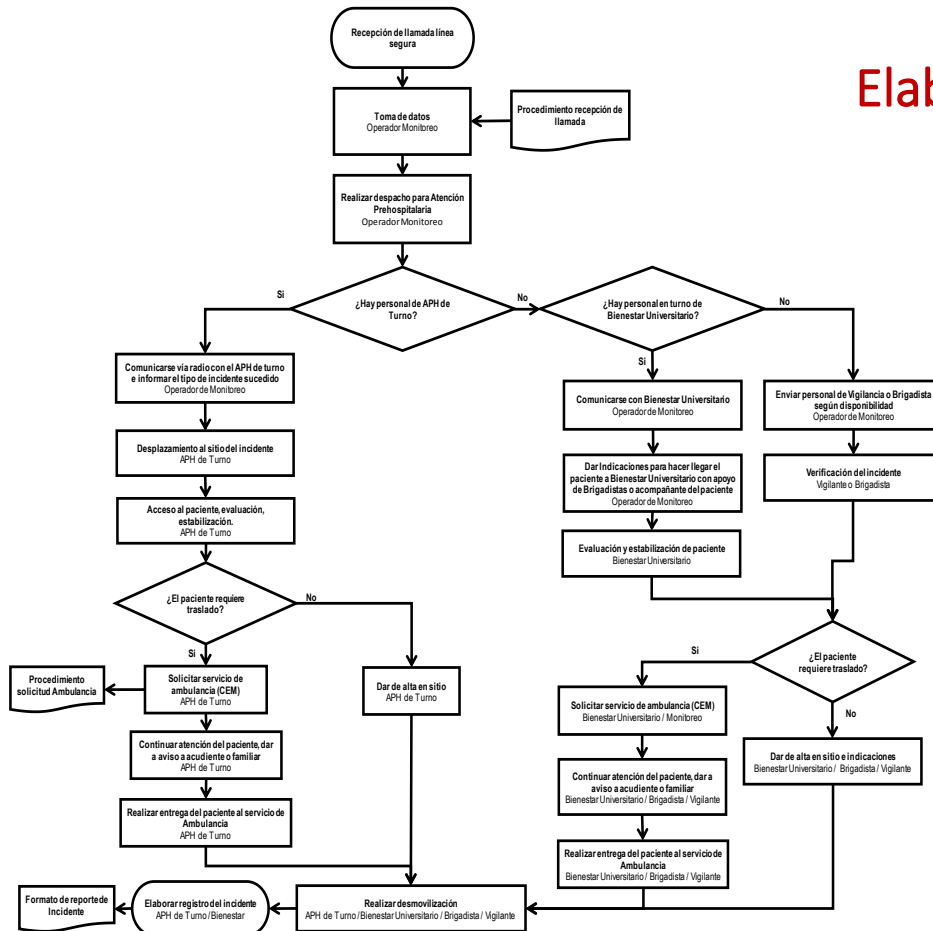 Recepción de llamada línea
segura
Elab
Toma de datos
Operador Monitoreo
Procedimiento recepción de
llamada
Realizar despacho para Atención
Prehospitalaria
Operador Monitoreo
¿Hay personal de APH de
Turno?
Si
No
¿Hay personal en turno de
Bienestar Universitario?
No
Si
Comunicarse vía radio con el APH de turno
e informar el tipo de incidente sucedido
Operador de Monitoreo
Comunicarse con Bienestar Universitario
Operador de Monitoreo
Enviar personal de Vigilancia o Brigadista
según disponibilidad
Operador de Monitoreo
Desplazamiento al sitio del incidente
APH de Turno
Dar Indicaciones para hacer llegar el
paciente a Bienestar Universitario con apoyo
de Brigadistas o acompañante del paciente
Operador de Monitoreo
Verificación del incidente
Vigilante o Brigadista
Acceso al paciente, evaluación,
estabilización.
APH de Turno
Evaluación y estabilización de paciente
Bienestar Universitario
¿El paciente requiere
traslado?
No
Si
¿El paciente
requiere traslado?
Si
No
Procedimiento
solicitud Ambulancia
Solicitar servicio de
ambulancia (CEM)
APH de Turno
Dar de alta en sitio
APH de Turno
Solicitar servicio de ambulancia (CEM)
Bienestar Universitario / Monitoreo
Continuar atención del paciente, dar
a aviso a acudiente o familiar
APH de Turno
Dar de alta en sitio e indicaciones
Bienestar Universitario / Brigadista / Vigilante
Continuar atención del paciente, dar a
aviso a acudiente o familiar
Bienestar Universitario / Brigadista / Vigilante
Realizar entrega del paciente al servicio de
Ambulancia
APH de Turno
Realizar entrega del paciente al servicio de
Ambulancia
Bienestar Universitario / Brigadista / Vigilante
Formato de reporte de
Incidente
Elaborar registro del incidente
APH de Turno / Bienestar
Realizar desmovilización
APH de Turno / Bienestar Universitario / Brigadista / Vigilante